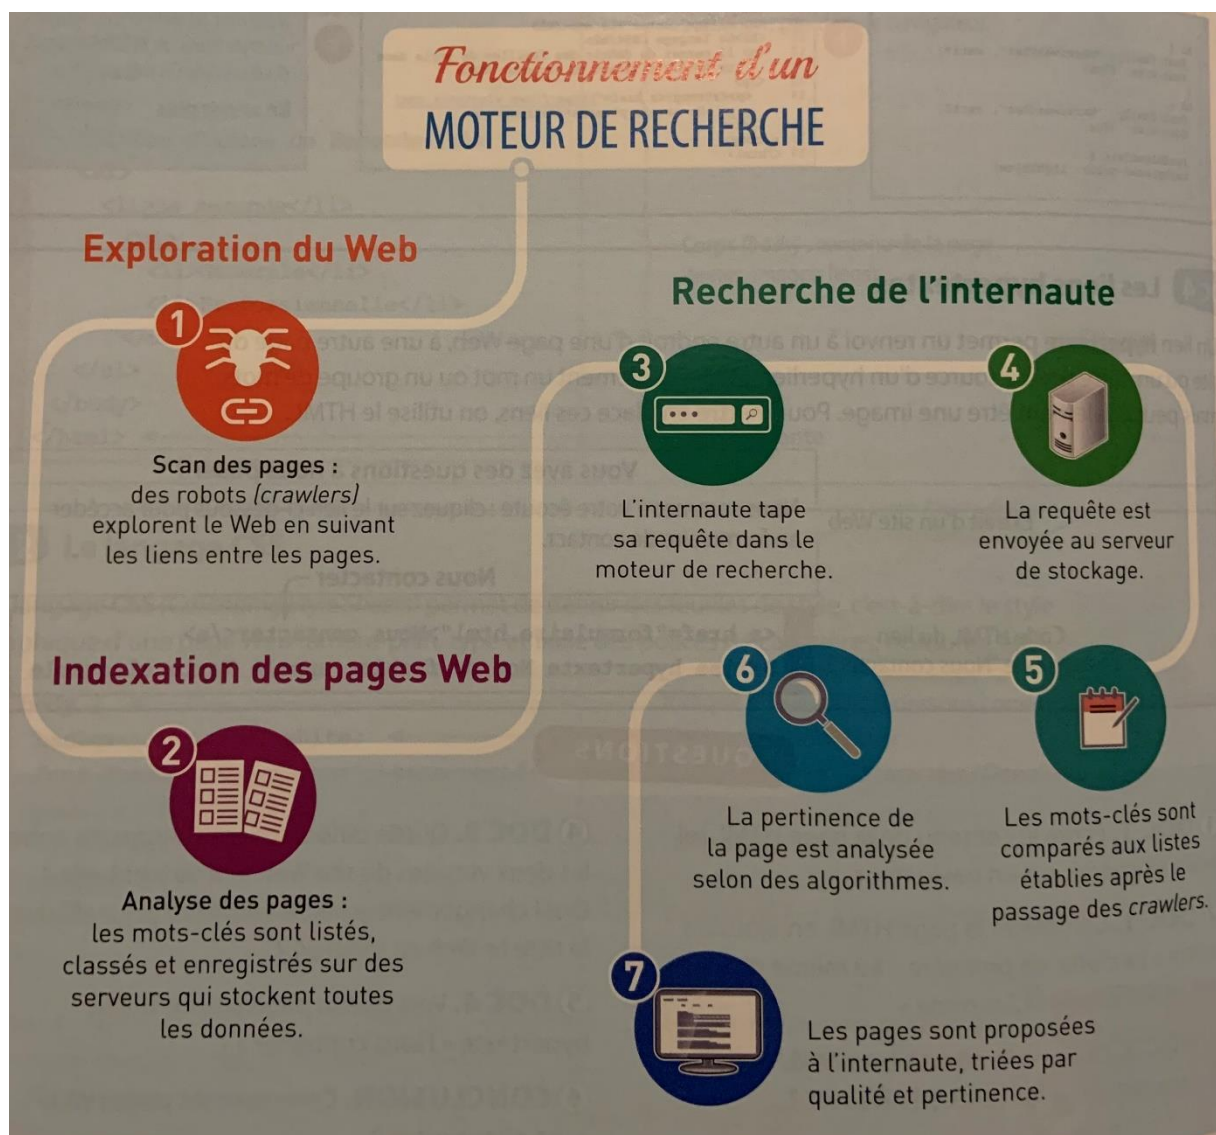 Fonctionnement d'un
MOTEUR DE RECHERCHE
Exploration du Web
1
Scan des pages :
des robots (crawlers)
explorent le Web en suivant
les liens entre les pages.
Indexation des pages Web
2
Analyse des pages :
les mots-clés sont listés,
classés et enregistrés sur des
serveurs qui stockent toutes
les données.
Recherche de l'internaute
3
L'internaute tape
sa requête dans le
moteur de recherche.
4
La requête est
envoyée au serveur
de stockage.
5
Les mots-clés sont
comparés aux listes
établies après le
passage des crawlers.
6
La pertinence de
la page est analysée
selon des algorithmes.
7
Les pages sont proposées
à l'internaute, triées par
qualité et pertinence.